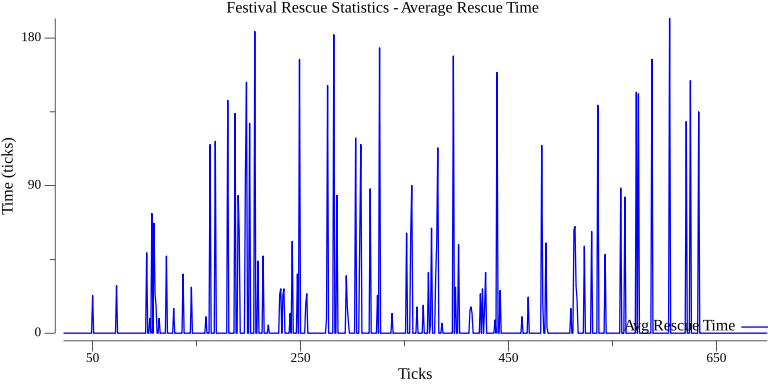 Festival Rescue Statistics - Average Rescue Time
180
90
0
Time (ticks)
Avg Rescue Time
50
250
450
650
Ticks